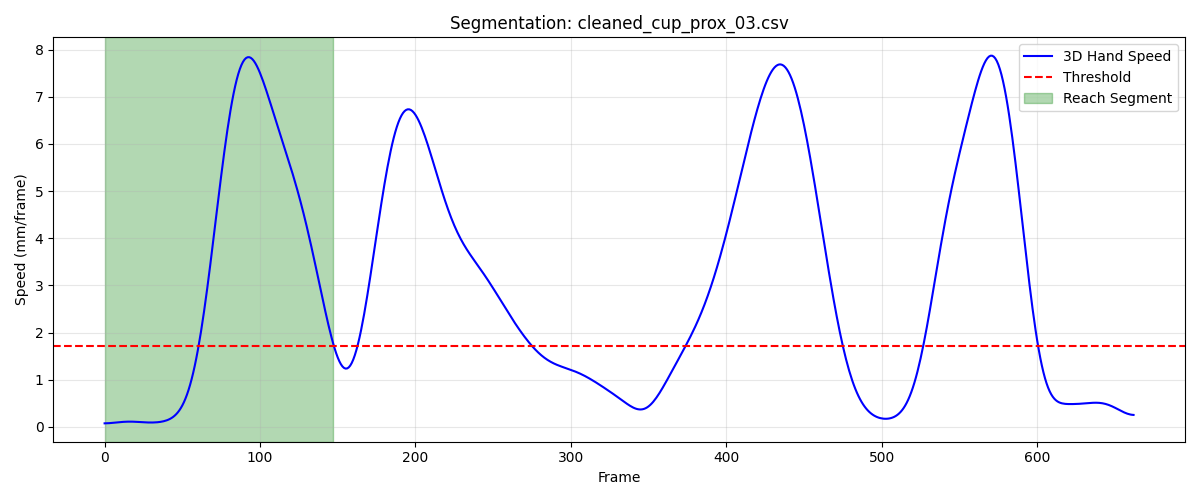 Segmentation: cleaned_cup_prox_03.csv
3D Hand Speed
Threshold
Reach Segment
Speed (mm/frame)
8
7
6
5
4
3
2
1
0
0 100 200 300 400 500 600
Frame